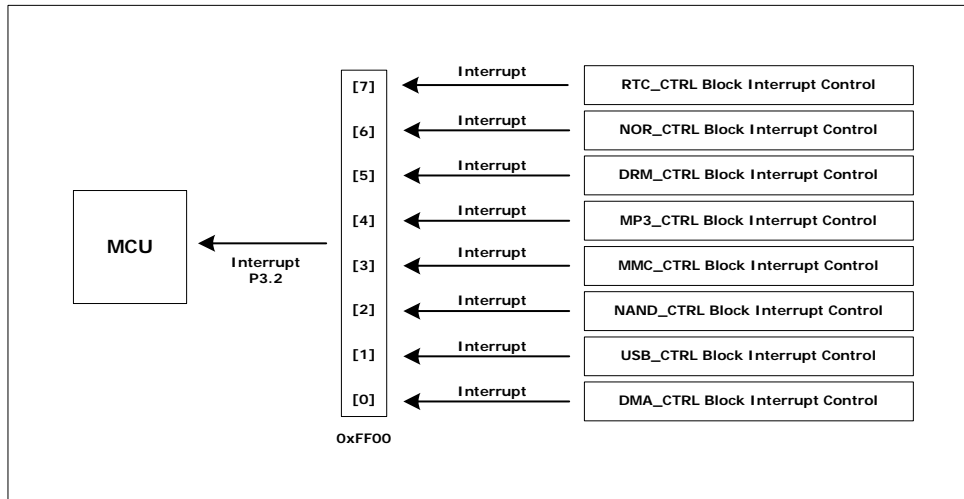 [7]
Interrupt
RTC_CTRL Block Interrupt Control
[6]
Interrupt
NOR_CTRL Block Interrupt Control
[5]
Interrupt
DRM_CTRL Block Interrupt Control
[4]
Interrupt
MP3_CTRL Block Interrupt Control
MCU
Interrupt
P3.2
[3]
Interrupt
MMC_CTRL Block Interrupt Control
[2]
Interrupt
NAND_CTRL Block Interrupt Control
[1]
Interrupt
USB_CTRL Block Interrupt Control
[0]
Interrupt
DMA_CTRL Block Interrupt Control
0xFF00